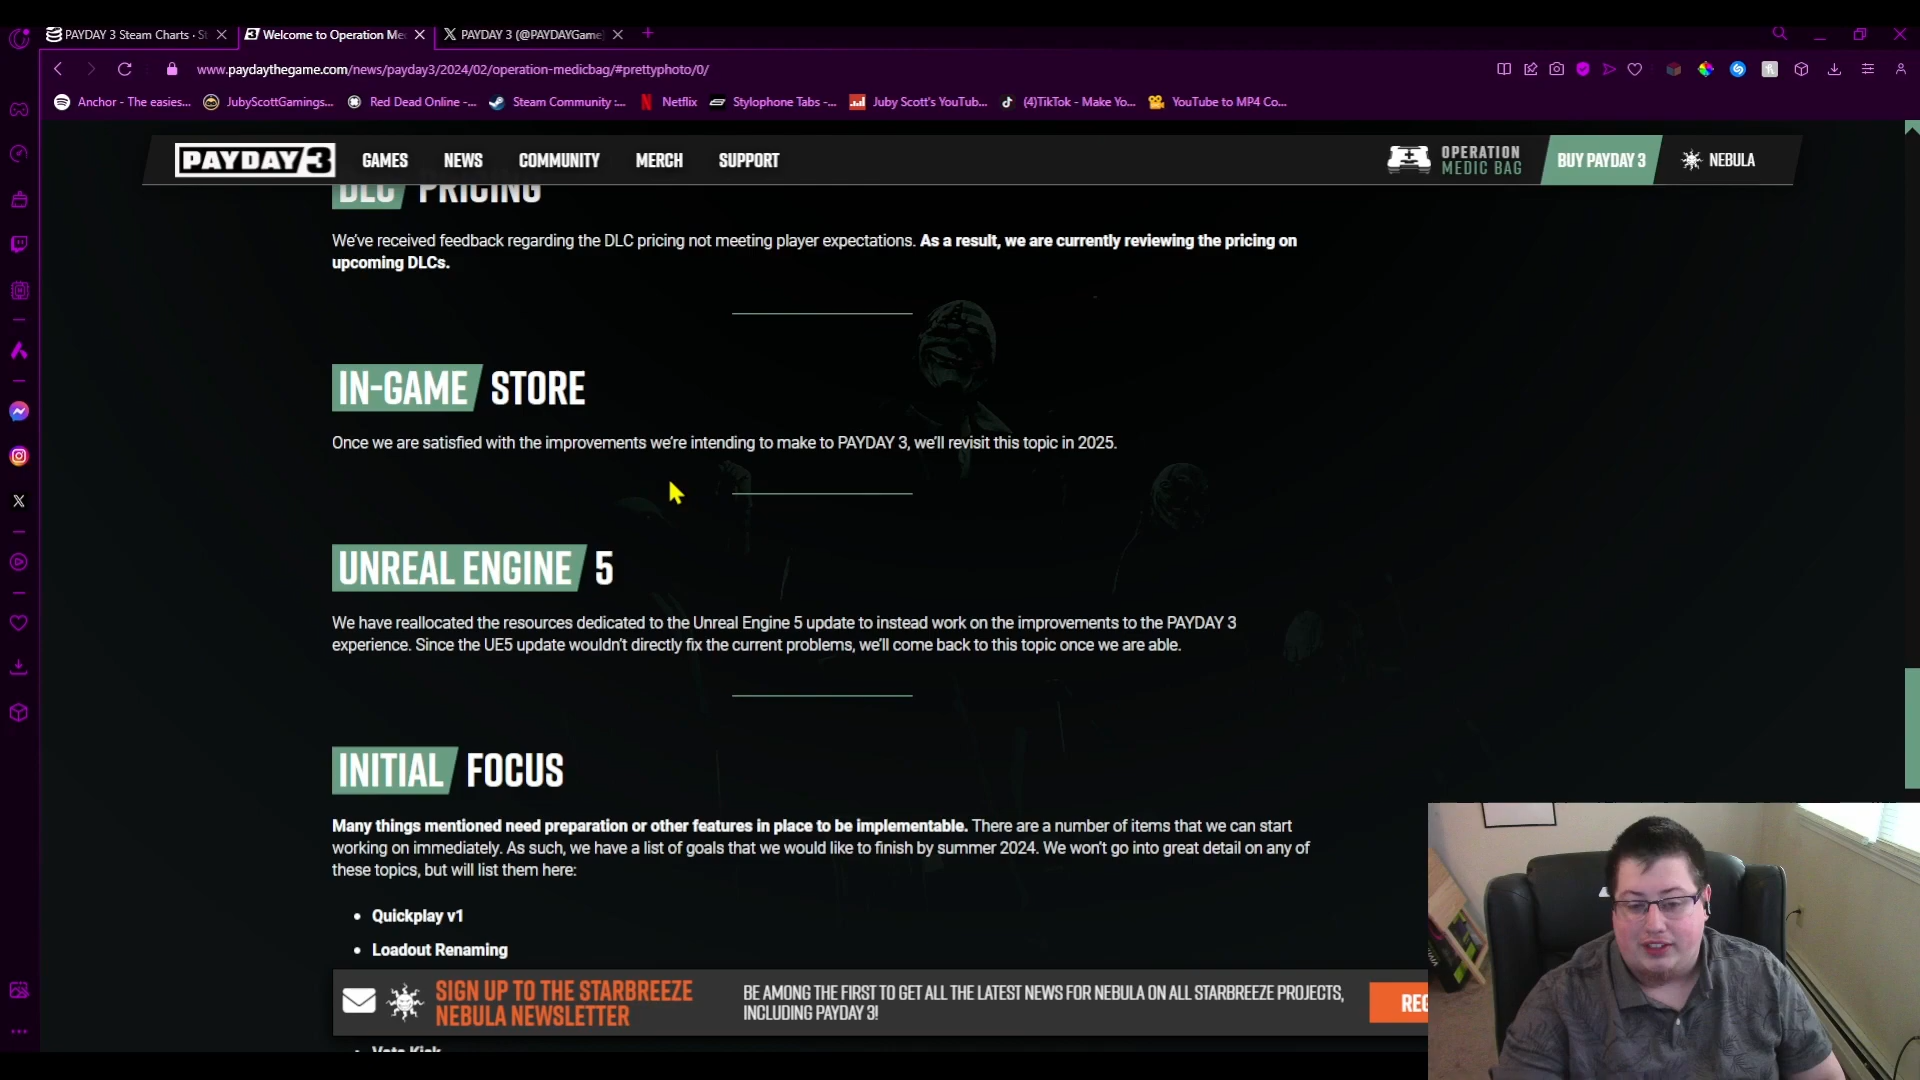 PAYDAY 3 Steam Charts · St
Welcome to Operation Me
PAYDAY 3 (@PAYDAYGame)
www.paydaythegame.com/news/payday3/2024/02/operation-medicbag/#prettyphoto/0/
Anchor - The easies...
JubyScottGamings...
Red Dead Online -...
Steam Community :...
Netflix
Stylophone Tabs -...
Juby Scott's YouTub...
(4)TikTok - Make Yo...
YouTube to MP4 Co...
PAYDAY 3
GAMES
NEWS
COMMUNITY
MERCH
SUPPORT
OPERATION
MEDIC BAG
BUY PAYDAY 3
NEBULA
DLC PRICING
We've received feedback regarding the DLC pricing not meeting player expectations. As a result, we are currently reviewing the pricing on
upcoming DLCs.
IN-GAME STORE
Once we are satisfied with the improvements we're intending to make to PAYDAY 3, we'll revisit this topic in 2025.
UNREAL ENGINE 5
We have reallocated the resources dedicated to the Unreal Engine 5 update to instead work on the improvements to the PAYDAY 3
experience. Since the UE5 update wouldn't directly fix the current problems, we'll come back to this topic once we are able.
INITIAL FOCUS
Many things mentioned need preparation or other features in place to be implementable. There are a number of items that we can start
working on immediately. As such, we have a list of goals that we would like to finish by summer 2024. We won't go into great detail on any of
these topics, but will list them here:
• Quickplay v1
• Loadout Renaming
SIGN UP TO THE STARBREEZE
NEBULA NEWSLETTER
BE AMONG THE FIRST TO GET ALL THE LATEST NEWS FOR NEBULA ON ALL STARBREEZE PROJECTS,
INCLUDING PAYDAY 3!
REG
• Vote Kick